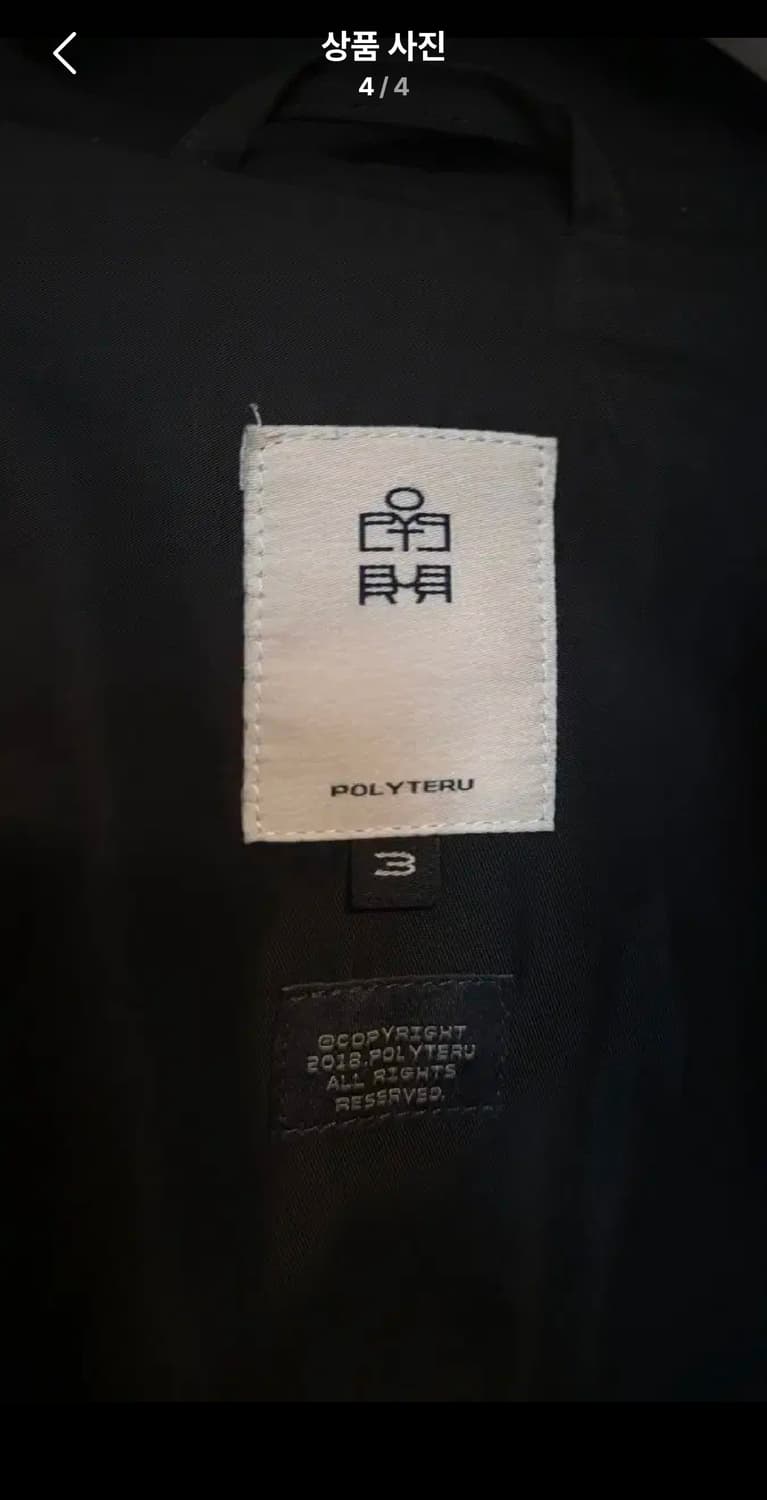 상품 사진
4 / 4
POLYTERU
3
©COPYRIGHT
2018.POLYTERU
ALL RIGHTS
RESERVED.